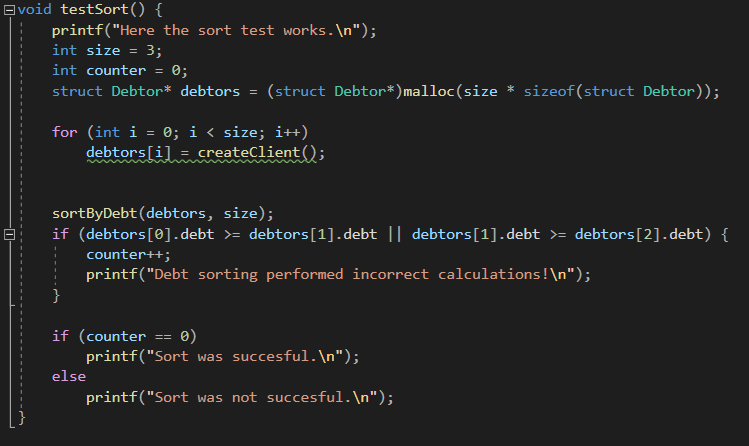 void testSort() {
printf("Here the sort test works.\n");
int size = 3;
int counter = 0;
struct Debtor* debtors = (struct Debtor*)malloc(size * sizeof(struct Debtor));
for (int i = 0; i < size; i++)
debtors[i] = createClient();
sortByDebt(debtors, size);
if (debtors[0].debt >= debtors[1].debt || debtors[1].debt >= debtors[2].debt) {
counter++;
printf("Debt sorting performed incorrect calculations!\n");
}
if (counter == 0)
printf("Sort was succesful.\n");
else
printf("Sort was not succesful.\n");
}